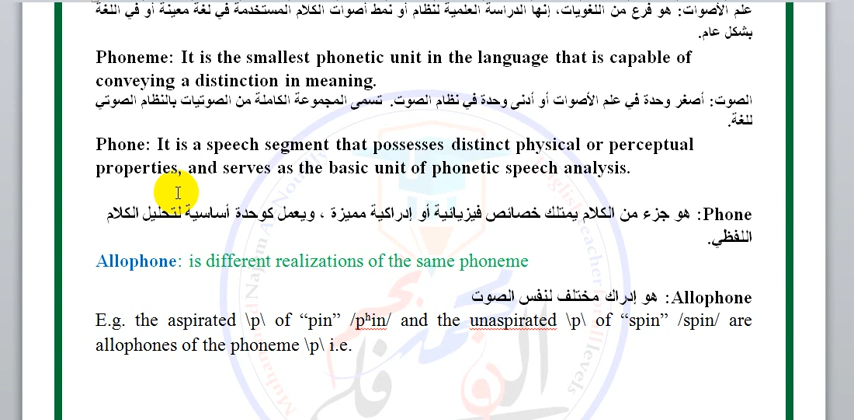 علم الأصوات: هو فرع من اللغويات، إنها الدراسة العلمية لنظام أو نمط أصوات الكلام المستخدمة في لغة معينة أو في اللغة
بشكل عام.
Phoneme: It is the smallest phonetic unit in the language that is capable of
conveying a distinction in meaning.
الصوت: أصغر وحدة في علم الأصوات أو أدنى وحدة في نظام الصوت. تسمى المجموعة الكاملة من الصوتيات بالنظام الصوتي
للغة.
Phone: It is a speech segment that possesses distinct physical or perceptual
properties, and serves as the basic unit of phonetic speech analysis.
Phone: هو جزء من الكلام يمتلك خصائص فيزيائية أو إدراكية مميزة ، ويعمل كوحدة أساسية لتحليل الكلام
اللفظي.
Allophone: is different realizations of the same phoneme
Allophone: هو إدراك مختلف لنفس الصوت
E.g. the aspirated \p\ of “pin” /pʰin/ and the unaspirated \p\ of “spin” /spin/ are
allophones of the phoneme \p\ i.e.